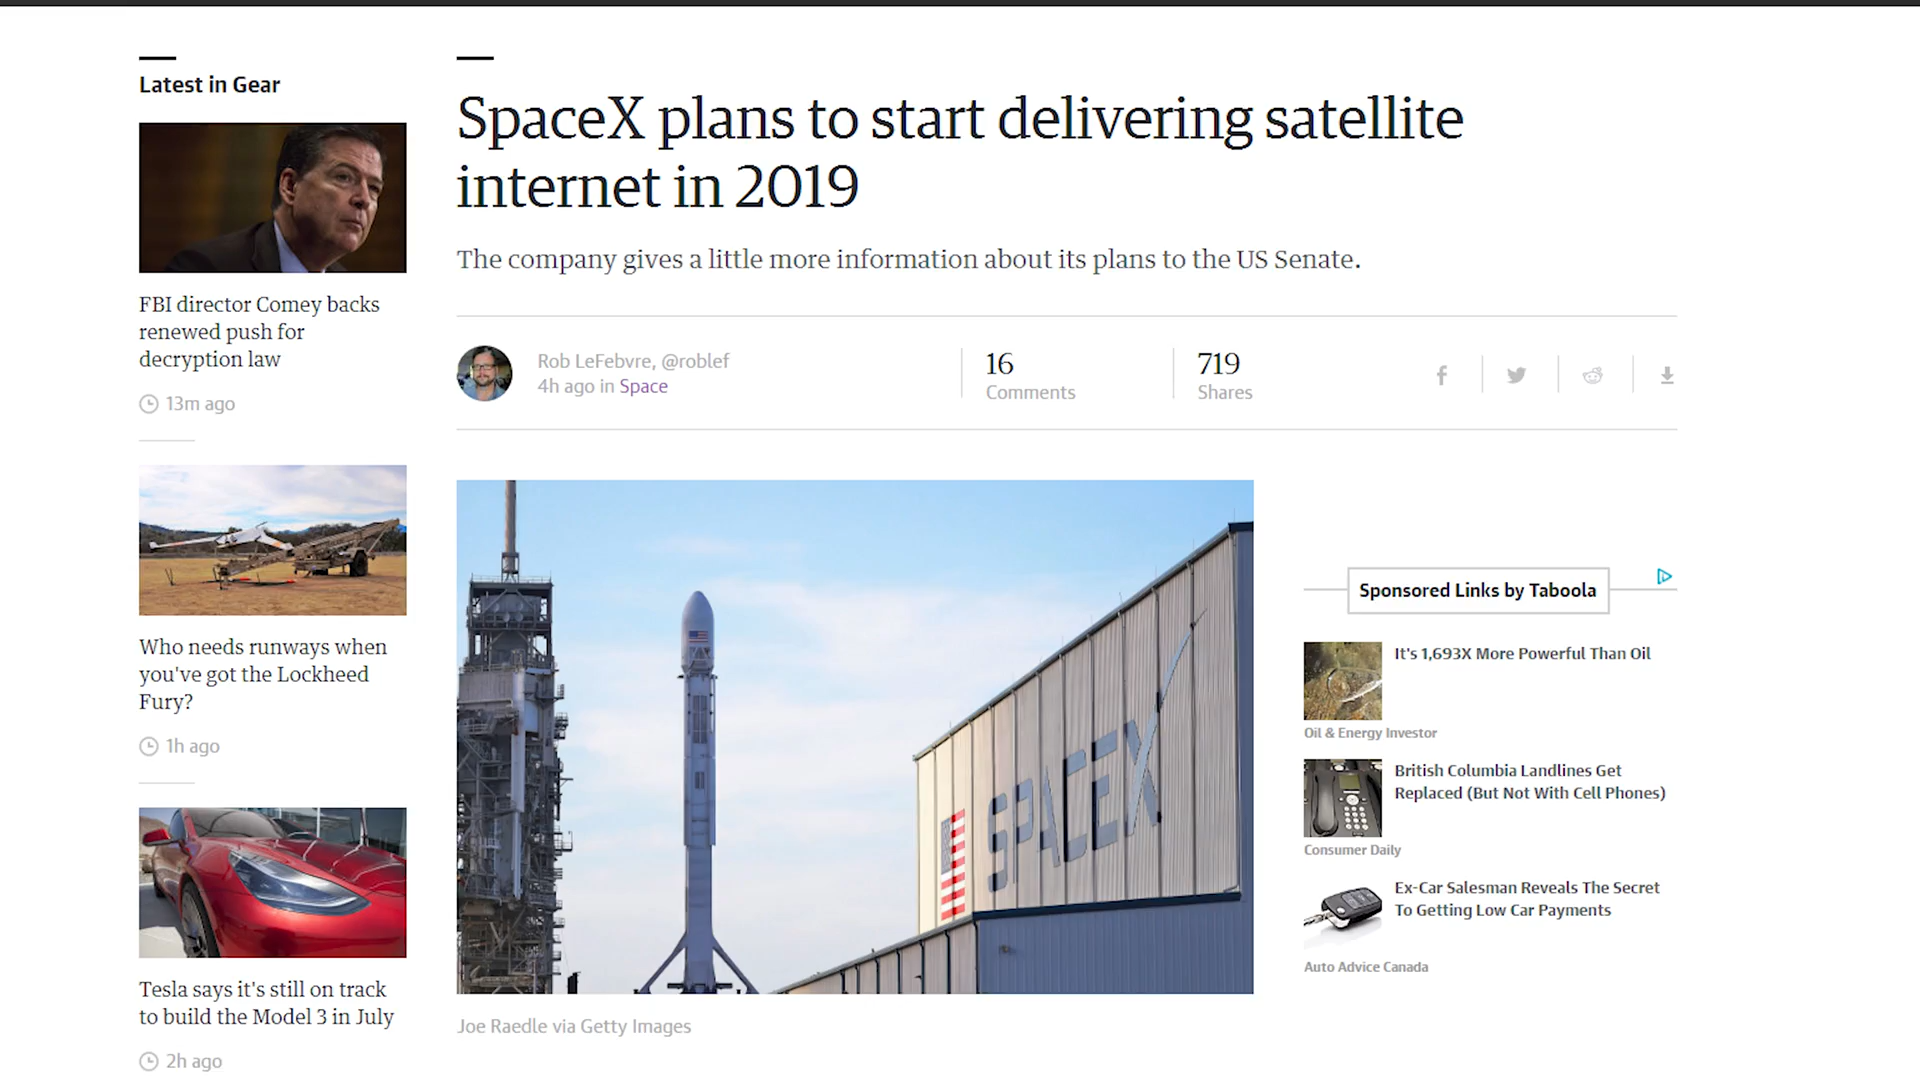 Latest in Gear
FBI director Comey backs
renewed push for
decryption law
13m ago
Who needs runways when
you've got the Lockheed
Fury?
1h ago
Tesla says it's still on track
to build the Model 3 in July
2h ago
SpaceX plans to start delivering satellite
internet in 2019
The company gives a little more information about its plans to the US Senate.
Rob LeFebvre, @roblef
4h ago in Space
16
Comments
719
Shares
SPACEX
Joe Raedle via Getty Images
Sponsored Links by Taboola
It's 1,693X More Powerful Than Oil
Oil & Energy Investor
British Columbia Landlines Get
Replaced (But Not With Cell Phones)
Consumer Daily
Ex-Car Salesman Reveals The Secret
To Getting Low Car Payments
Auto Advice Canada